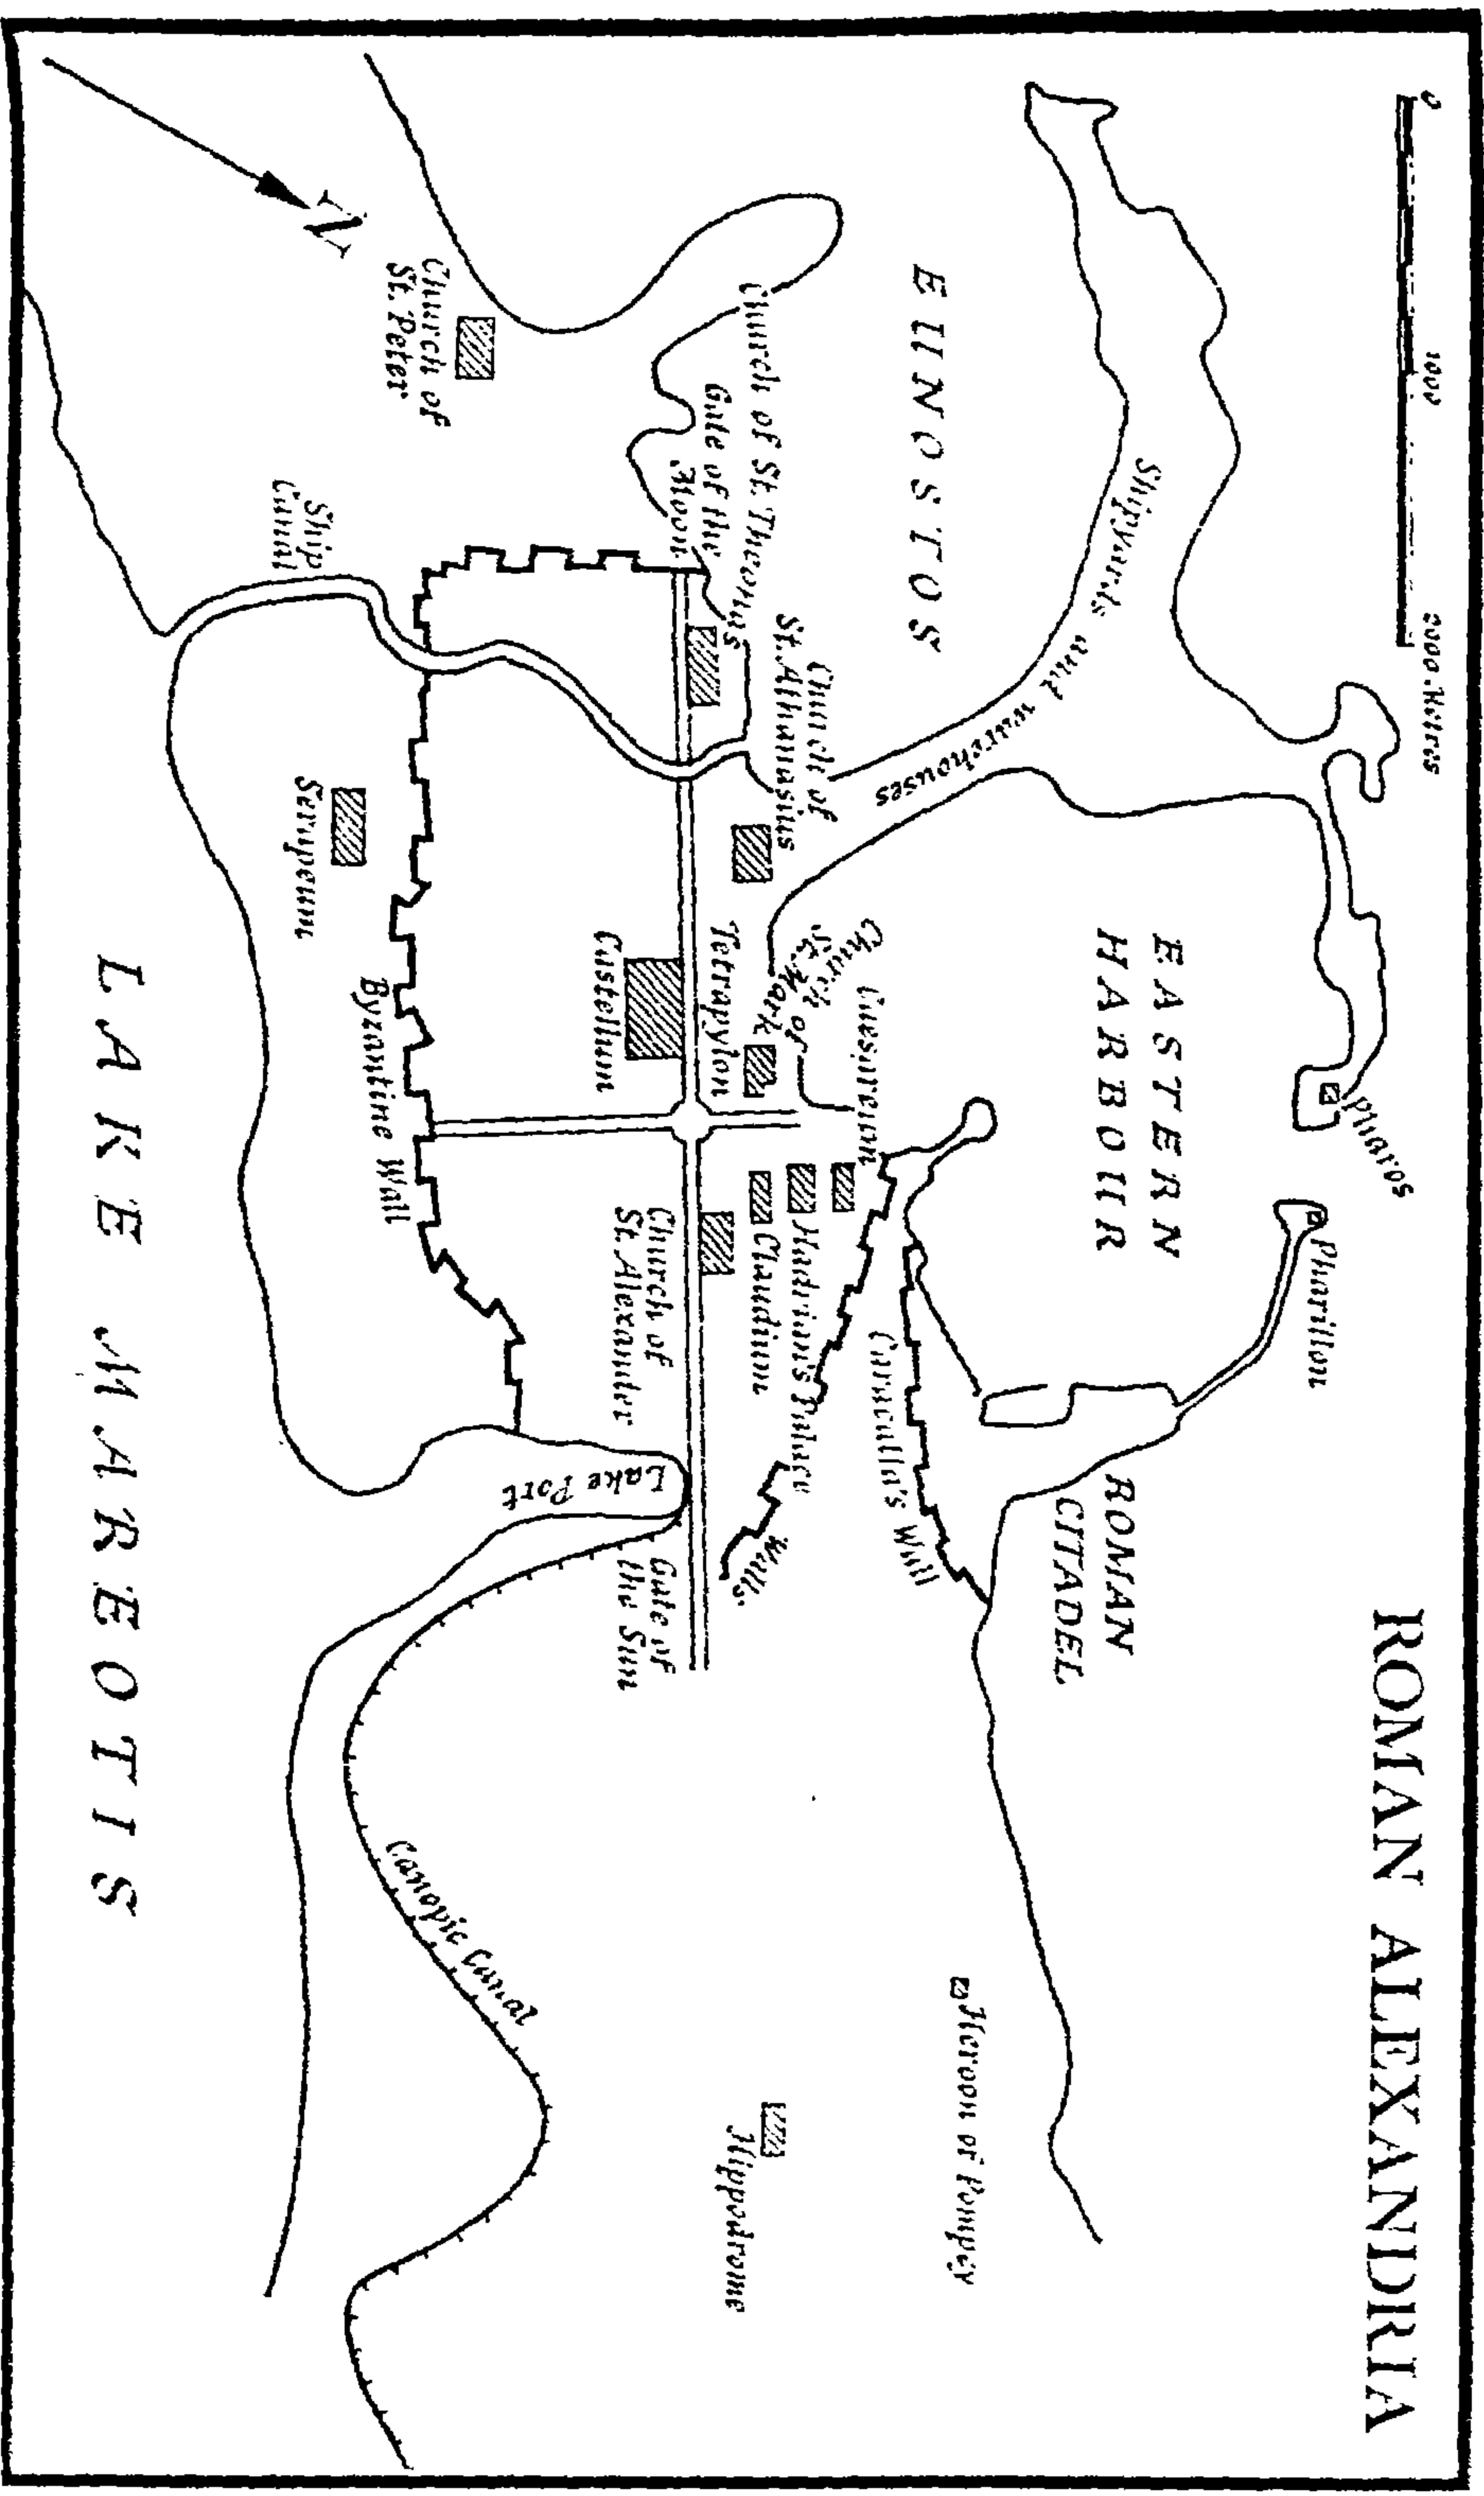 ROMAN ALEXANDRIA
0 1000 2000 Metres
Pharos
Pharillon
EASTERN
HARBOUR
ROMAN
CITADEL
EUNOSTOS
Shipyards and warehouses
Heroon of Pompey
Caesareum
Church of
St. Mark
Caracalla's Wall
Church of
St. Athanasius
Hadrian's Palace
Walls
Church of St. Theonas
Gate of the
Moon
Claudium
Tetrapylon
Hippodrome
Castellum
Church of
St. Alexander
Lake Port
Gate of
the Sun
Church of
St. Peter
Canopic Canal
Byzantine Wall
Ship
Canal
Serapeum
N
LAKE MAREOTIS